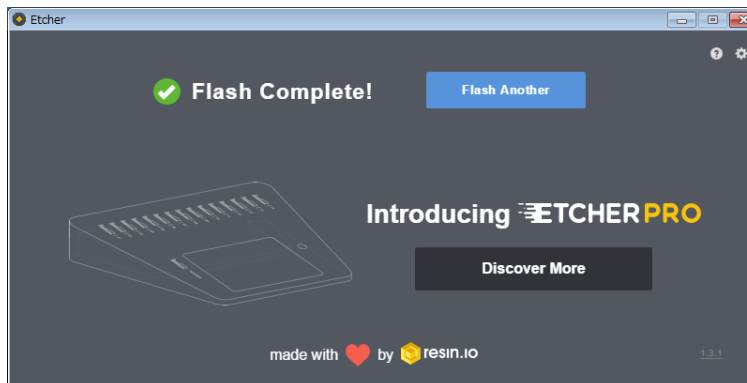 Etcher
Flash Complete!
Flash Another
Introducing ETCHER PRO
Discover More
made with by resin.io
1.3.1